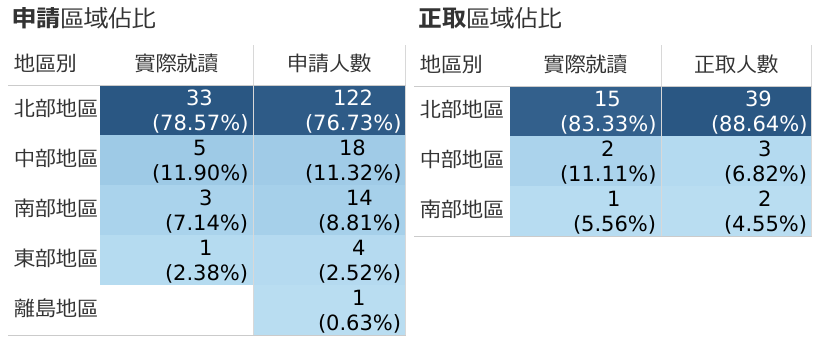 申請區域佔比
地區別 實際就讀 申請人數
北部地區 33 (78.57%) 122 (76.73%)
中部地區 5 (11.90%) 18 (11.32%)
南部地區 3 (7.14%) 14 (8.81%)
東部地區 1 (2.38%) 4 (2.52%)
離島地區 1 (0.63%)
正取區域佔比
地區別 實際就讀 正取人數
北部地區 15 (83.33%) 39 (88.64%)
中部地區 2 (11.11%) 3 (6.82%)
南部地區 1 (5.56%) 2 (4.55%)